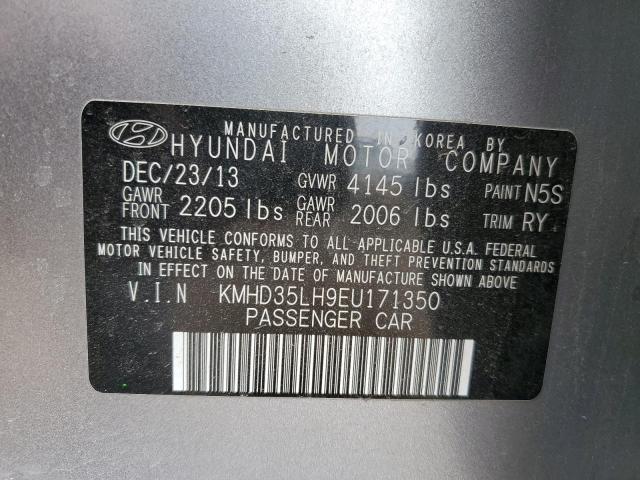 MANUFACTURED IN KOREA BY
HYUNDAI MOTOR COMPANY
DEC/23/13 GVWR 4145 lbs PAINT N5S
GAWR FRONT 2205 lbs GAWR REAR 2006 lbs TRIM RY
THIS VEHICLE CONFORMS TO ALL APPLICABLE U.S.A. FEDERAL
MOTOR VEHICLE SAFETY, BUMPER, AND THEFT PREVENTION STANDARDS
IN EFFECT ON THE DATE OF MANUFACTURE SHOWN ABOVE
V.I.N KMHD35LH9EU171350
PASSENGER CAR